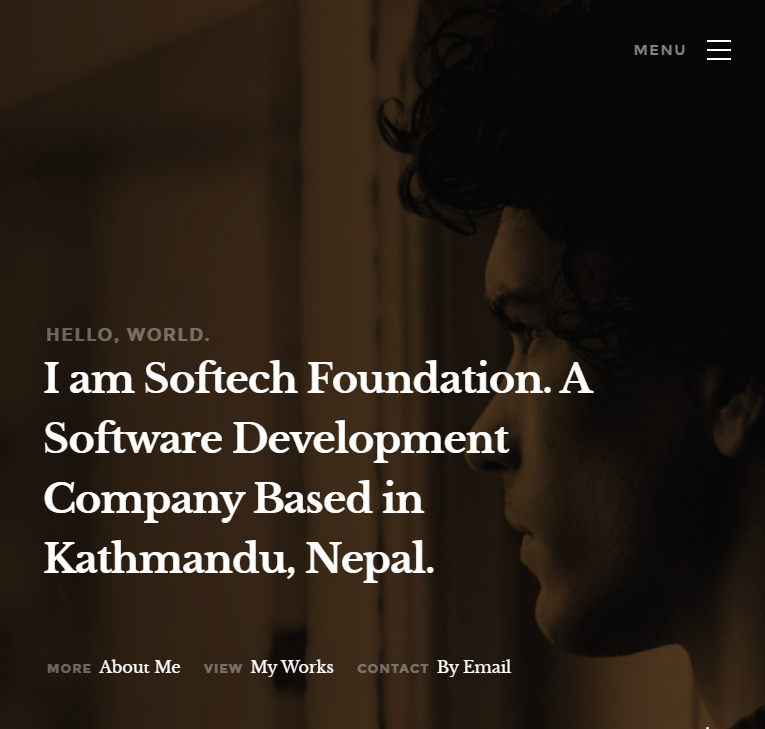 MENU
HELLO, WORLD.
I am Softech Foundation. A
Software Development
Company Based in
Kathmandu, Nepal.
MORE About Me VIEW My Works CONTACT By Email